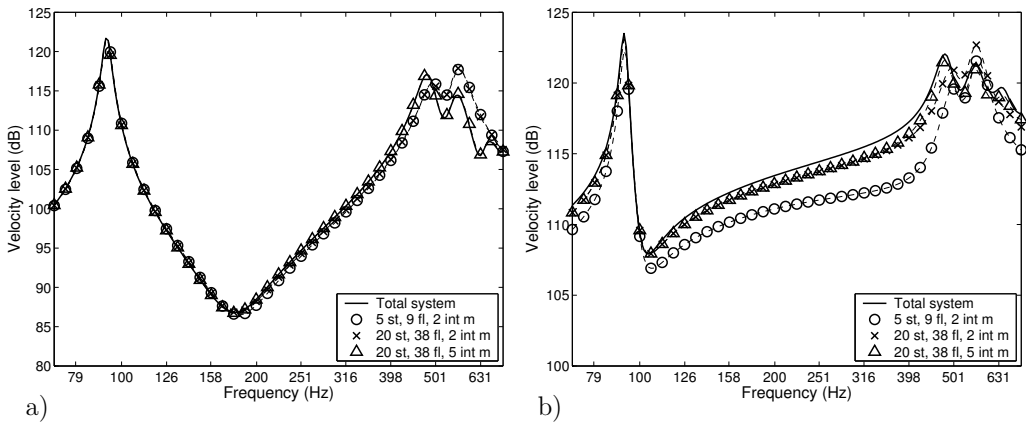 125
120
115
110
105
100
95
90
85
80
Velocity level (dB)
79 100 126 158 200 251 316 398 501 631
Frequency (Hz)
Total system
5 st, 9 fl, 2 int m
20 st, 38 fl, 2 int m
20 st, 38 fl, 5 int m
a)
125
120
115
110
105
100
Velocity level (dB)
79 100 126 158 200 251 316 398 501 631
Frequency (Hz)
Total system
5 st, 9 fl, 2 int m
20 st, 38 fl, 2 int m
20 st, 38 fl, 5 int m
b)